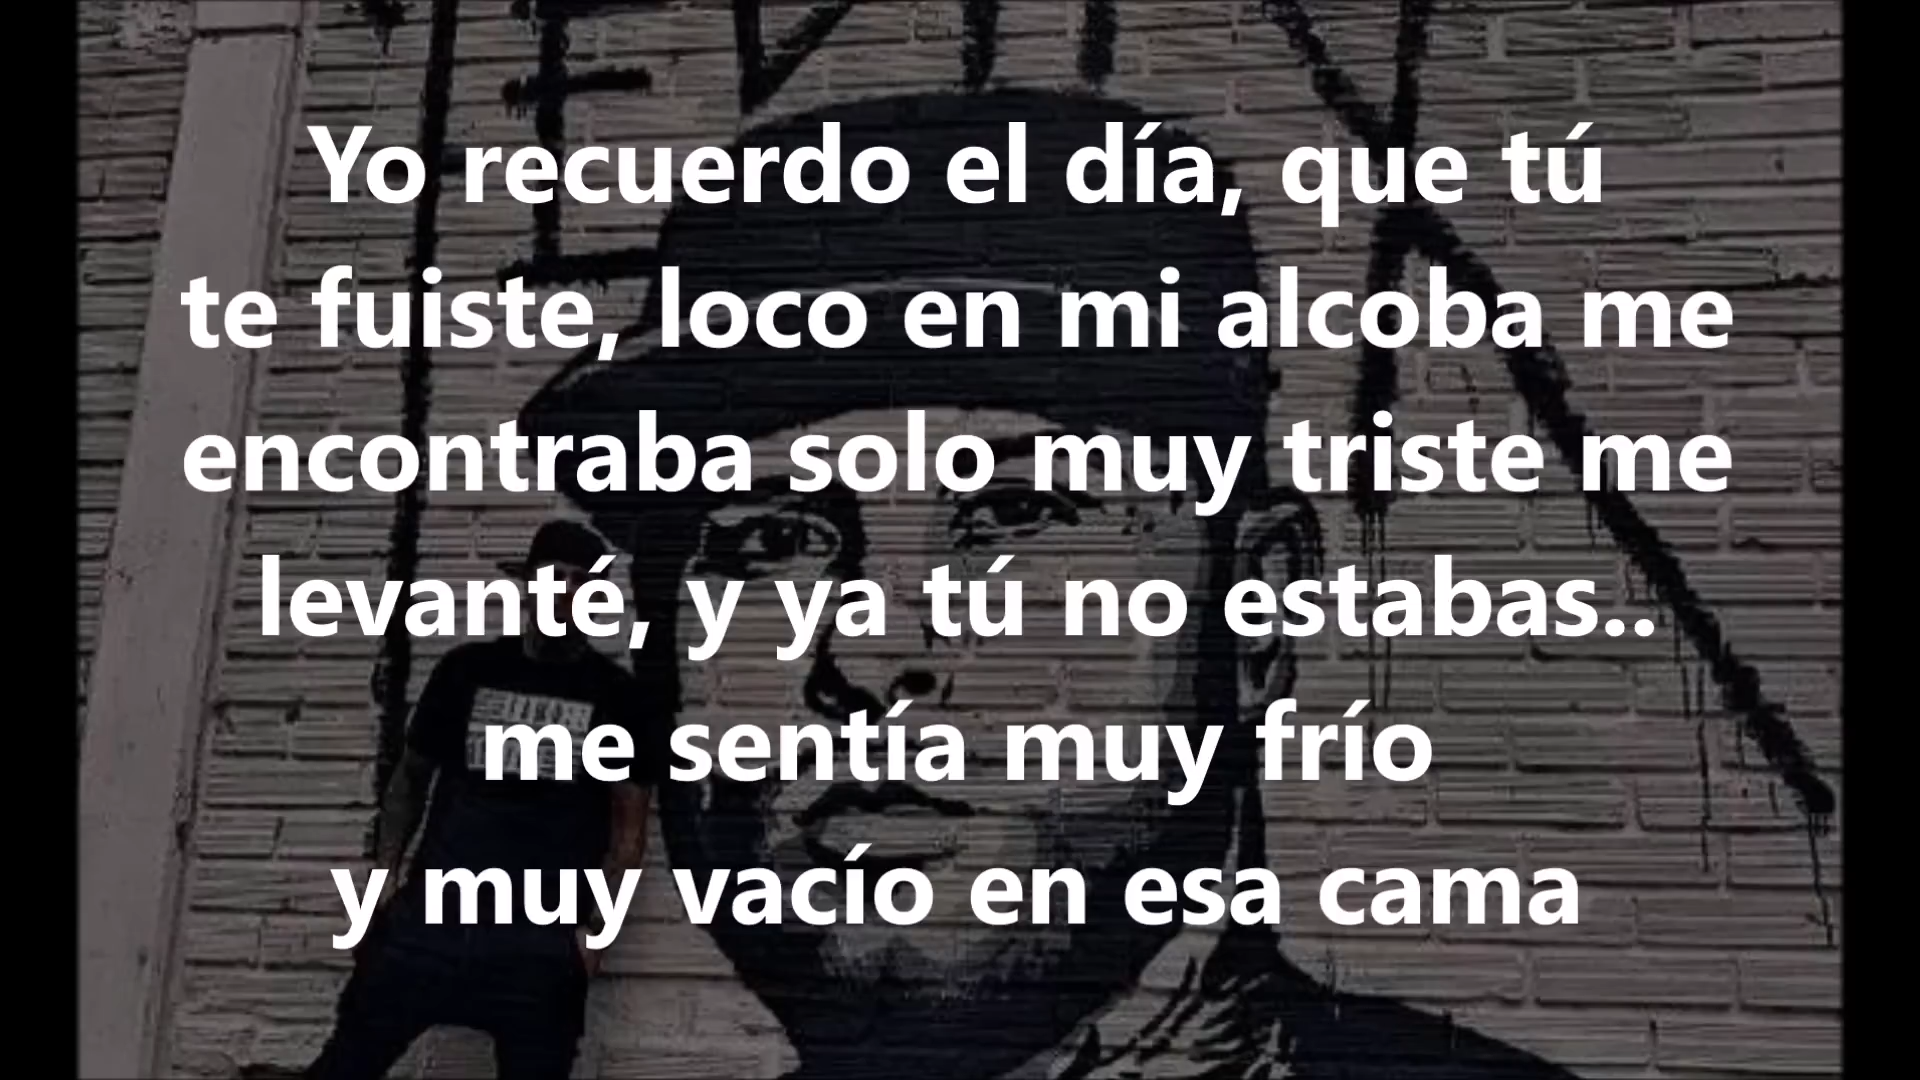 Yo recuerdo el día, que tú
te fuiste, loco en mi alcoba me
encontraba solo muy triste me
levanté, y ya tú no estabas..
me sentía muy frío
y muy vacío en esa cama